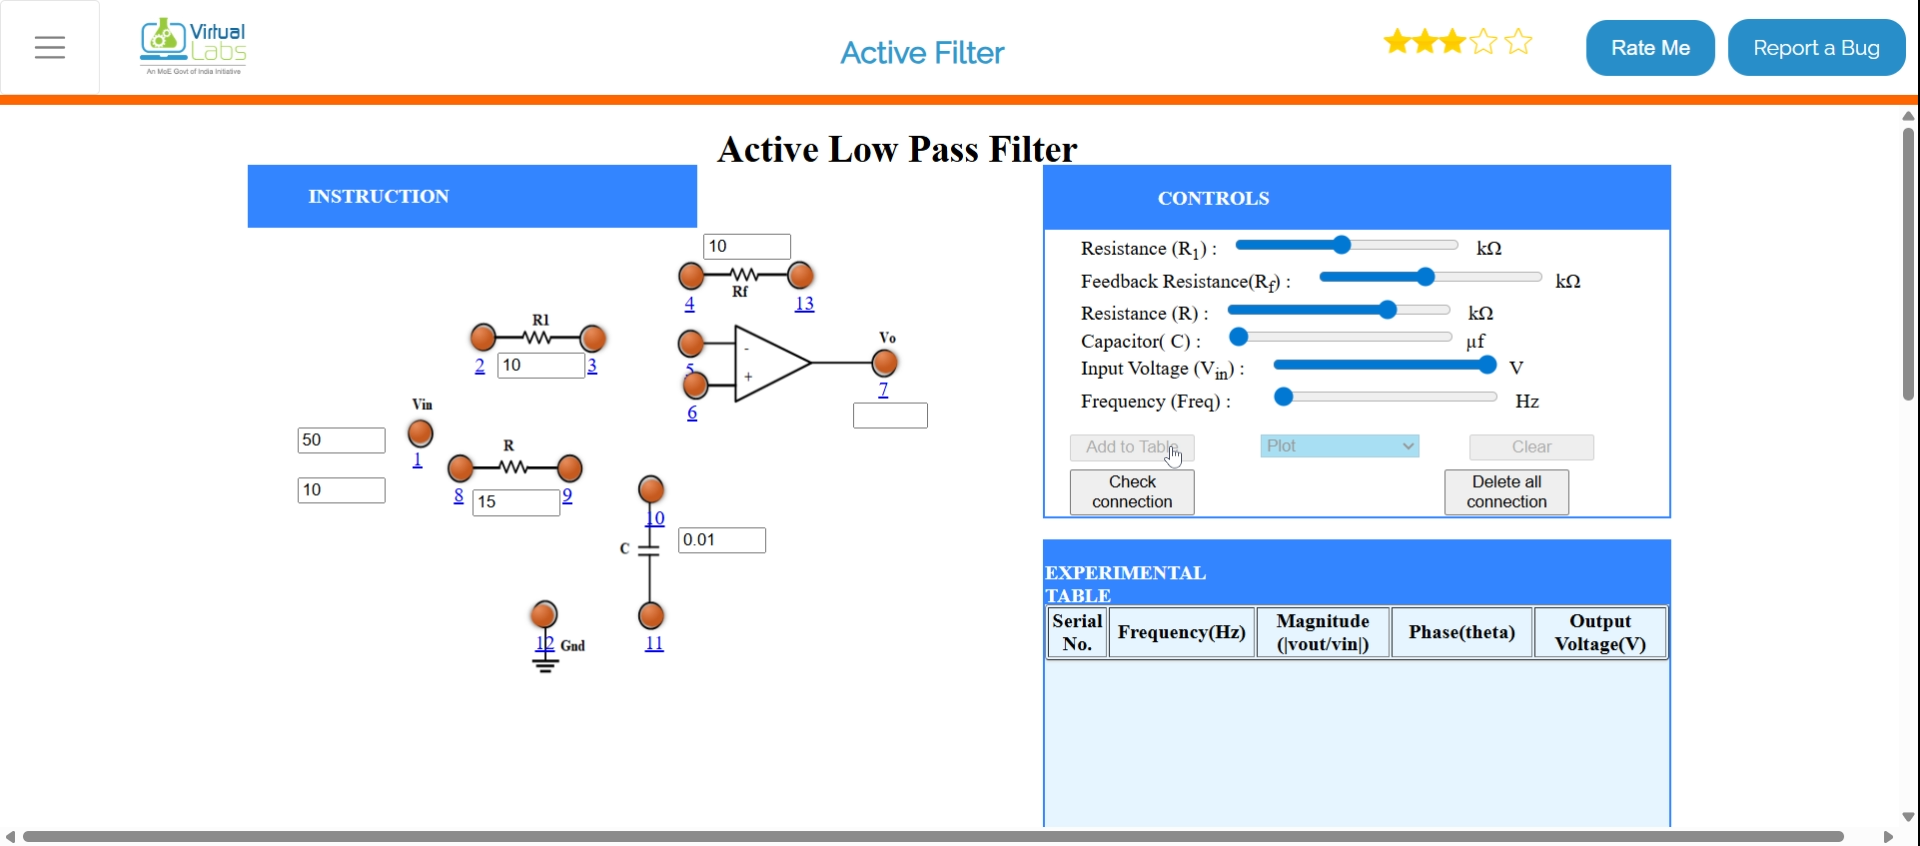 Virtual
Labs
An MoE Govt of India Initiative
Active Filter
Rate Me
Report a Bug
Active Low Pass Filter
INSTRUCTION
10
Rf
4
13
R1
2
10
3
5
-
+
6
Vo
7
Vin
50
1
10
R
8
15
9
10
C
0.01
11
12
Gnd
CONTROLS
Resistance (R1) :
kΩ
Feedback Resistance(Rf) :
kΩ
Resistance (R) :
kΩ
Capacitor( C) :
μf
Input Voltage (Vin) :
V
Frequency (Freq) :
Hz
Add to Table
Plot
Clear
Check
connection
Delete all
connection
EXPERIMENTAL
TABLE
Serial
No.
Frequency(Hz)
Magnitude
(|vout/vin|)
Phase(theta)
Output
Voltage(V)